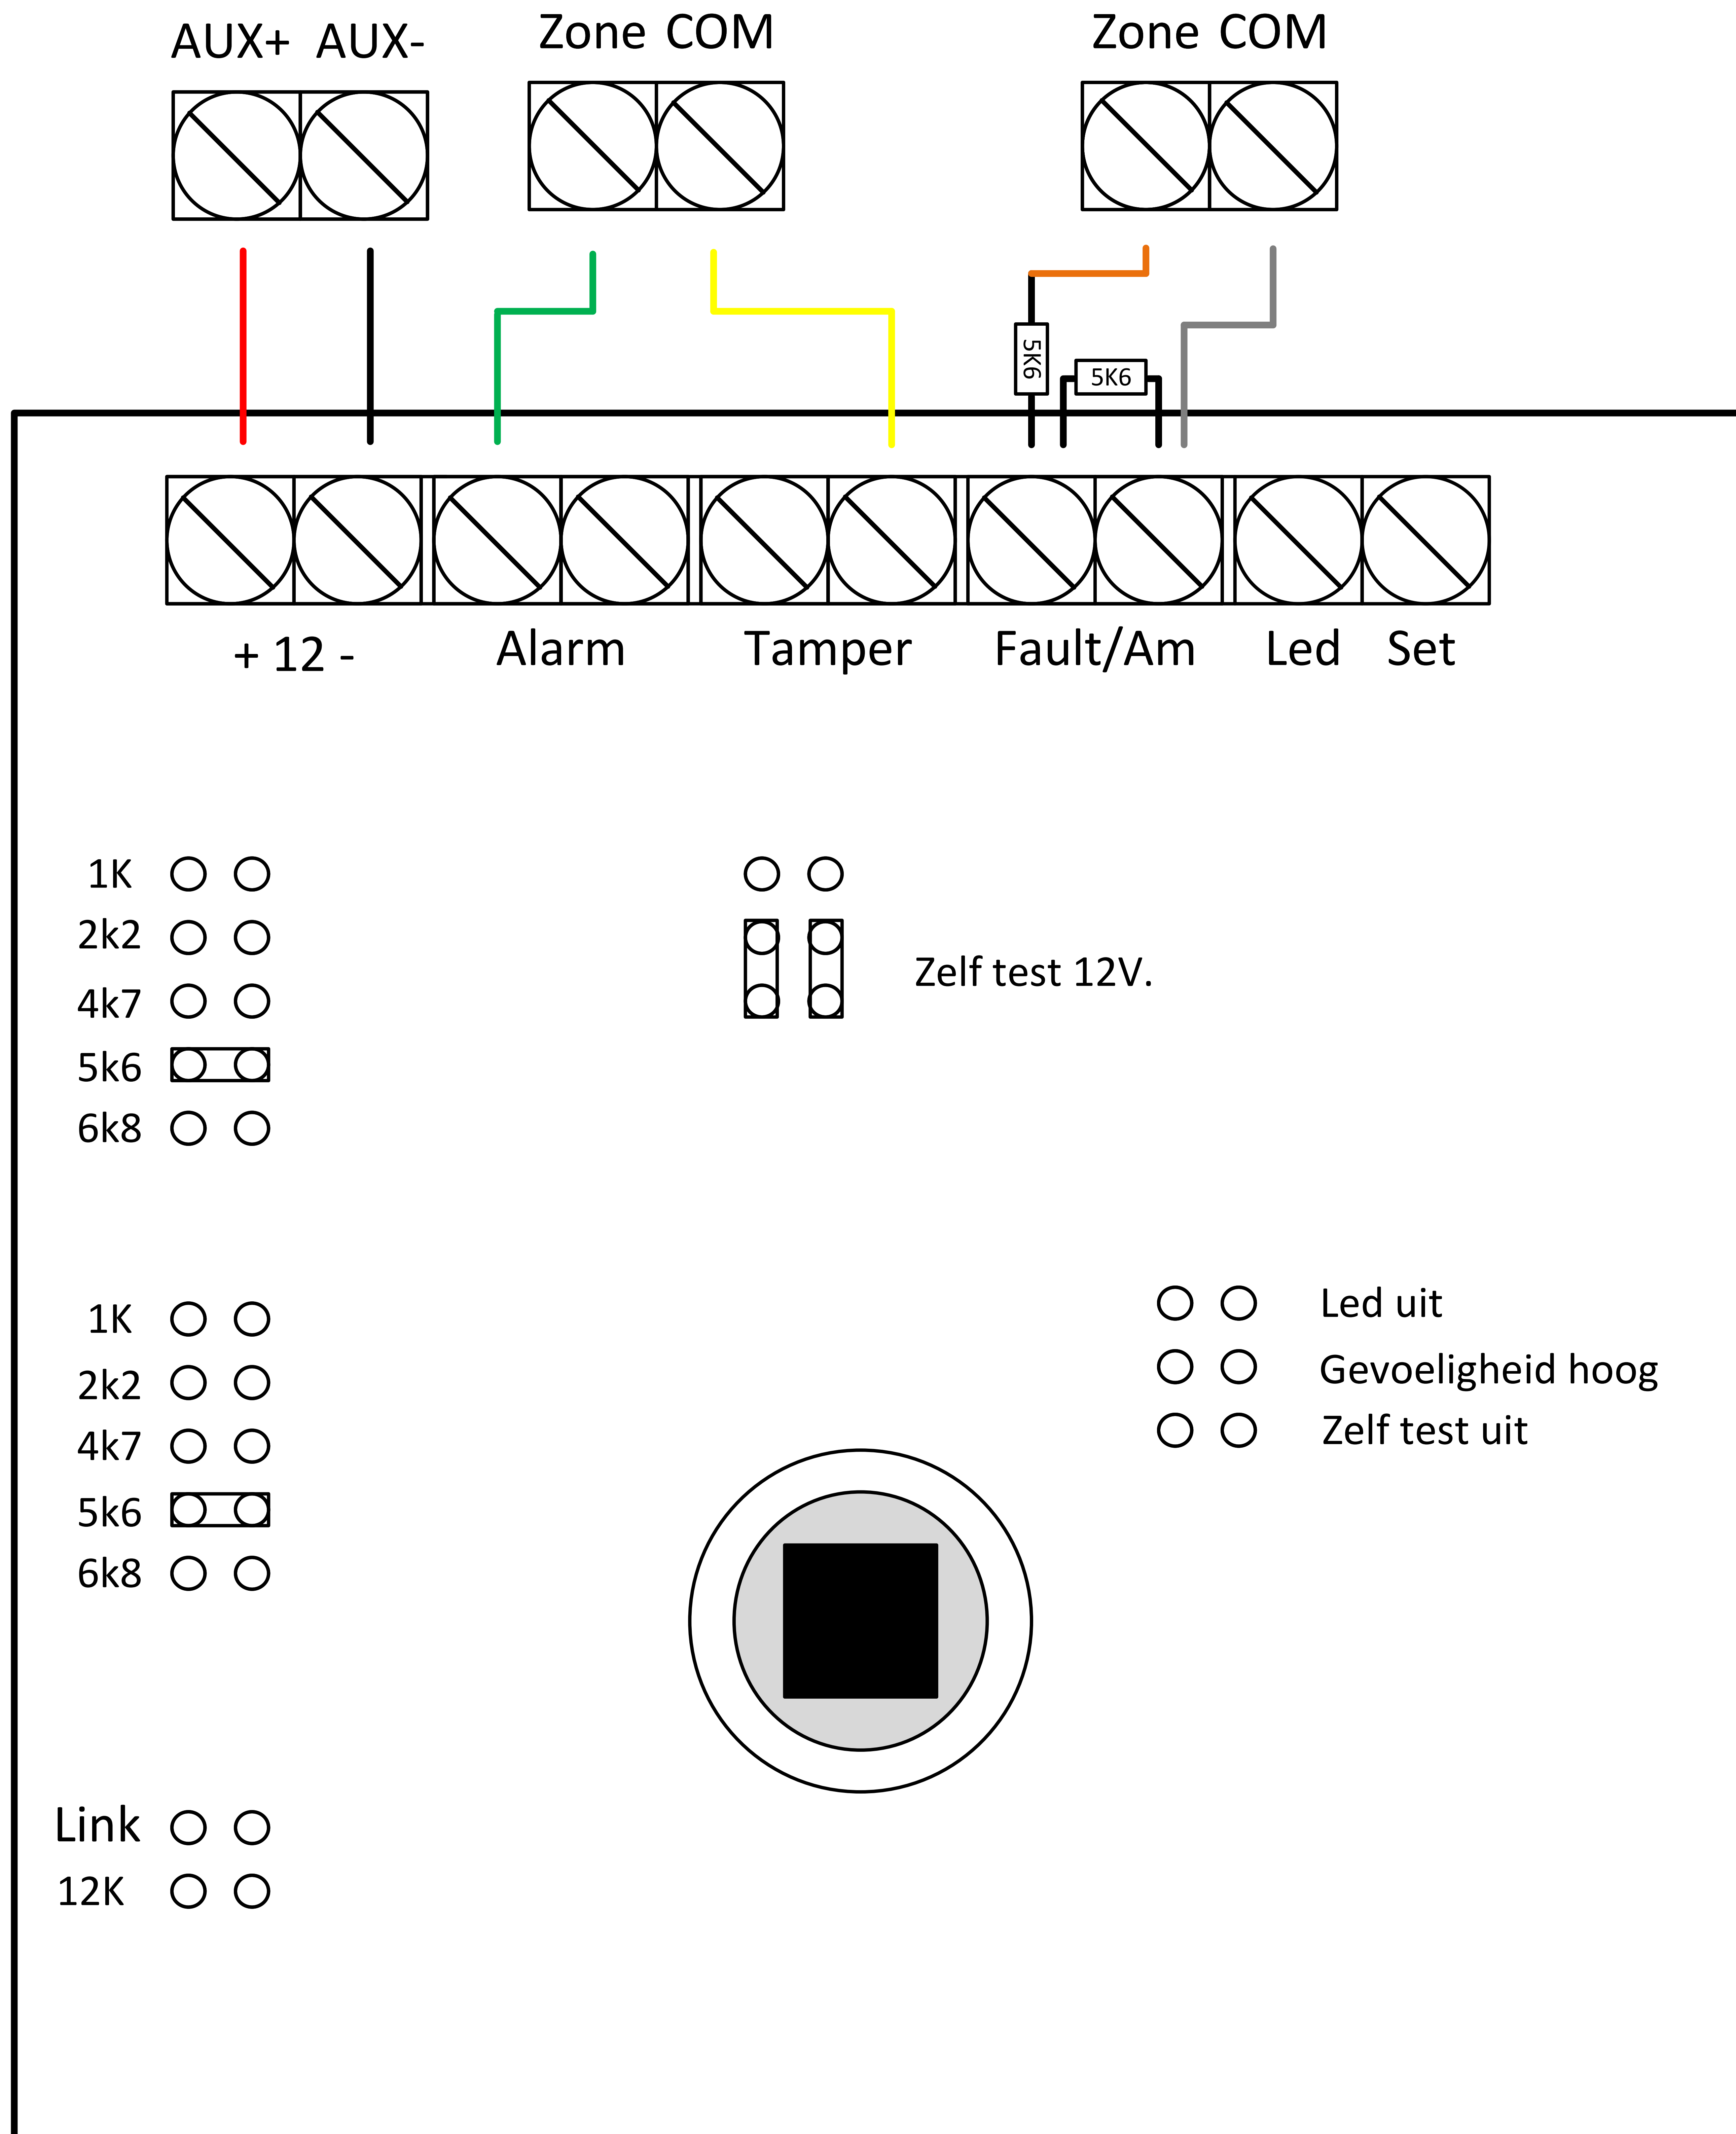 AUX+ AUX-
Zone COM
Zone COM
5K6
5K6
+ 12 -
Alarm
Tamper
Fault/Am
Led
Set
1K
2k2
4k7
5k6
6k8
Zelf test 12V.
1K
2k2
4k7
5k6
6k8
Led uit
Gevoeligheid hoog
Zelf test uit
Link
12K